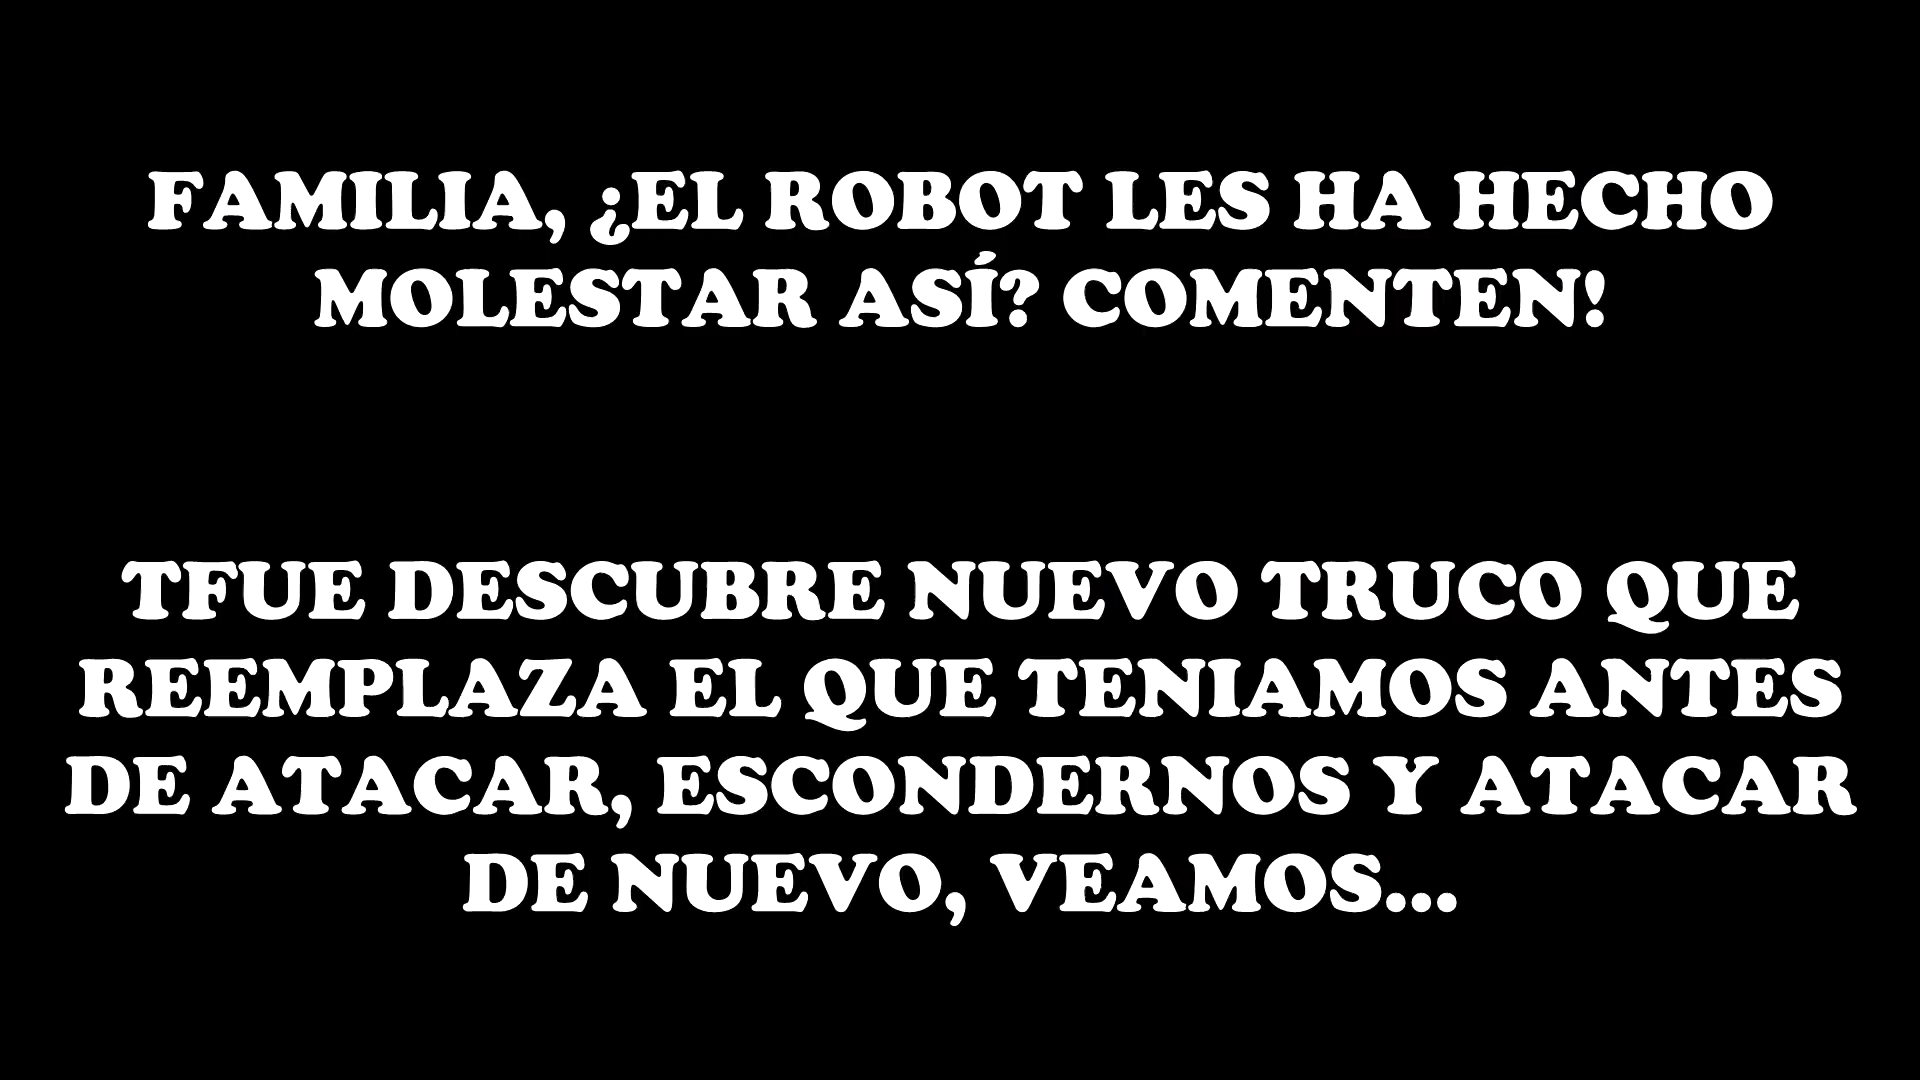 FAMILIA, ¿EL ROBOT LES HA HECHO
MOLESTAR ASÍ? COMENTEN!
TFUE DESCUBRE NUEVO TRUCO QUE
REEMPLAZA EL QUE TENIAMOS ANTES
DE ATACAR, ESCONDERNOS Y ATACAR
DE NUEVO, VEAMOS...